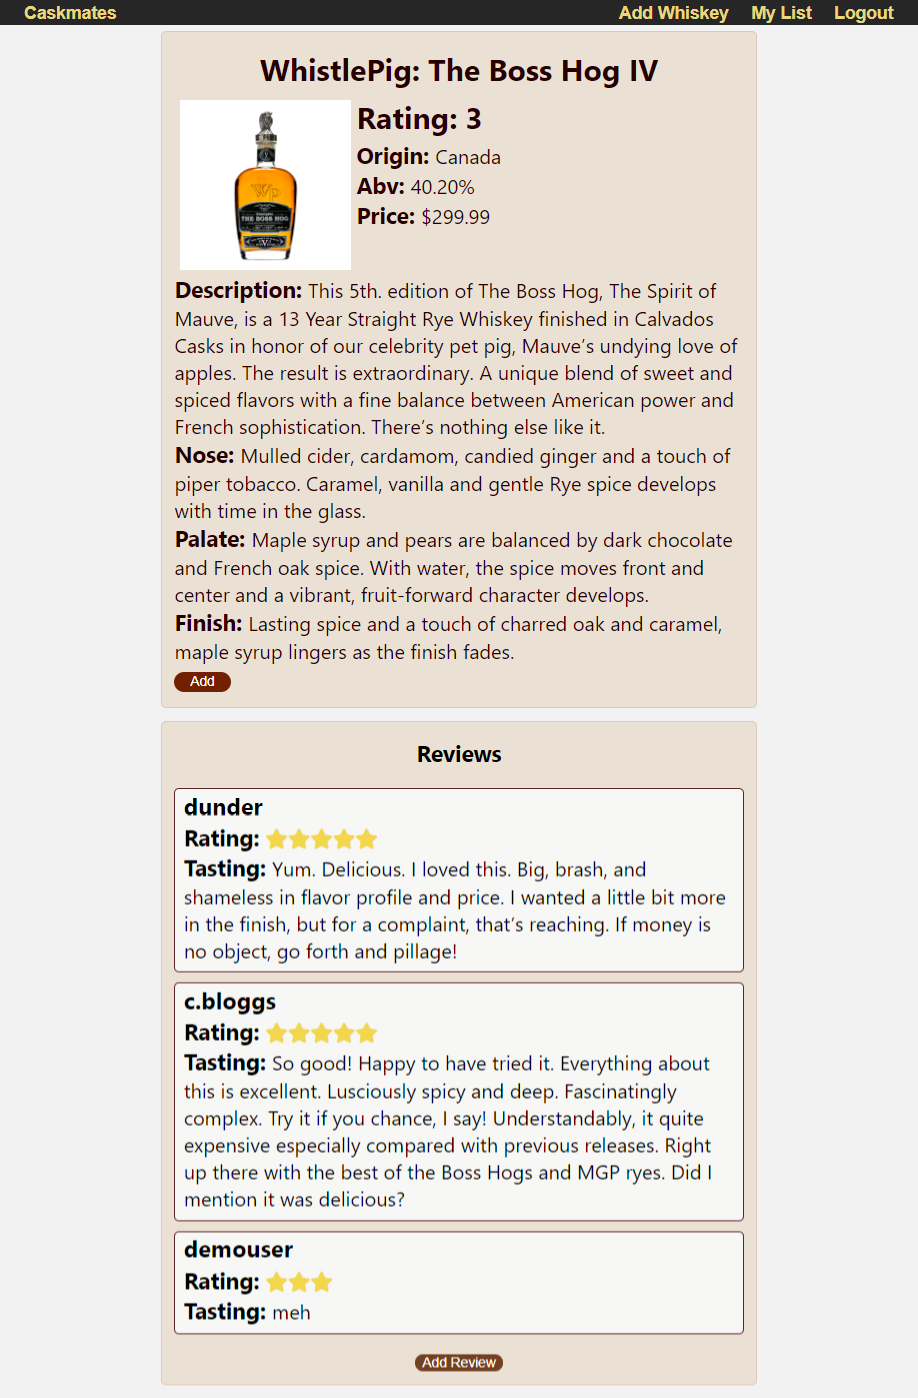 Caskmates Add Whiskey My List Logout
WhistlePig: The Boss Hog IV
Rating: 3
Origin: Canada
Abv: 40.20%
Price: $299.99
WP
THE BOSS HOG
Description: This 5th. edition of The Boss Hog, The Spirit of
Mauve, is a 13 Year Straight Rye Whiskey finished in Calvados
Casks in honor of our celebrity pet pig, Mauve's undying love of
apples. The result is extraordinary. A unique blend of sweet and
spiced flavors with a fine balance between American power and
French sophistication. There's nothing else like it.
Nose: Mulled cider, cardamom, candied ginger and a touch of
piper tobacco. Caramel, vanilla and gentle Rye spice develops
with time in the glass.
Palate: Maple syrup and pears are balanced by dark chocolate
and French oak spice. With water, the spice moves front and
center and a vibrant, fruit-forward character develops.
Finish: Lasting spice and a touch of charred oak and caramel,
maple syrup lingers as the finish fades.
Add
Reviews
dunder
Rating:
Tasting: Yum. Delicious. I loved this. Big, brash, and
shameless in flavor profile and price. I wanted a little bit more
in the finish, but for a complaint, that's reaching. If money is
no object, go forth and pillage!
c.bloggs
Rating:
Tasting: So good! Happy to have tried it. Everything about
this is excellent. Lusciously spicy and deep. Fascinatingly
complex. Try it if you chance, I say! Understandably, it quite
expensive especially compared with previous releases. Right
up there with the best of the Boss Hogs and MGP ryes. Did I
mention it was delicious?
demouser
Rating:
Tasting: meh
Add Review